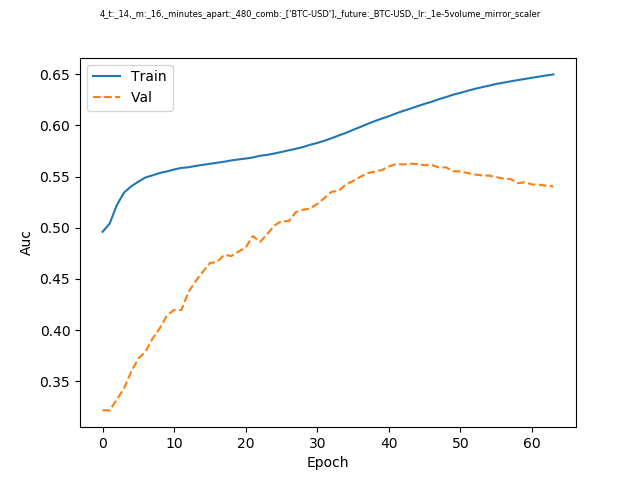 4_t:_14,_m:_16,_minutes_apart:_480_comb:_['BTC-USD'],_future:_BTC-USD,_lr:_1e-5volume_mirror_scaler
Train
Val
0.65
0.60
0.55
0.50
0.45
0.40
0.35
Auc
0 10 20 30 40 50 60
Epoch